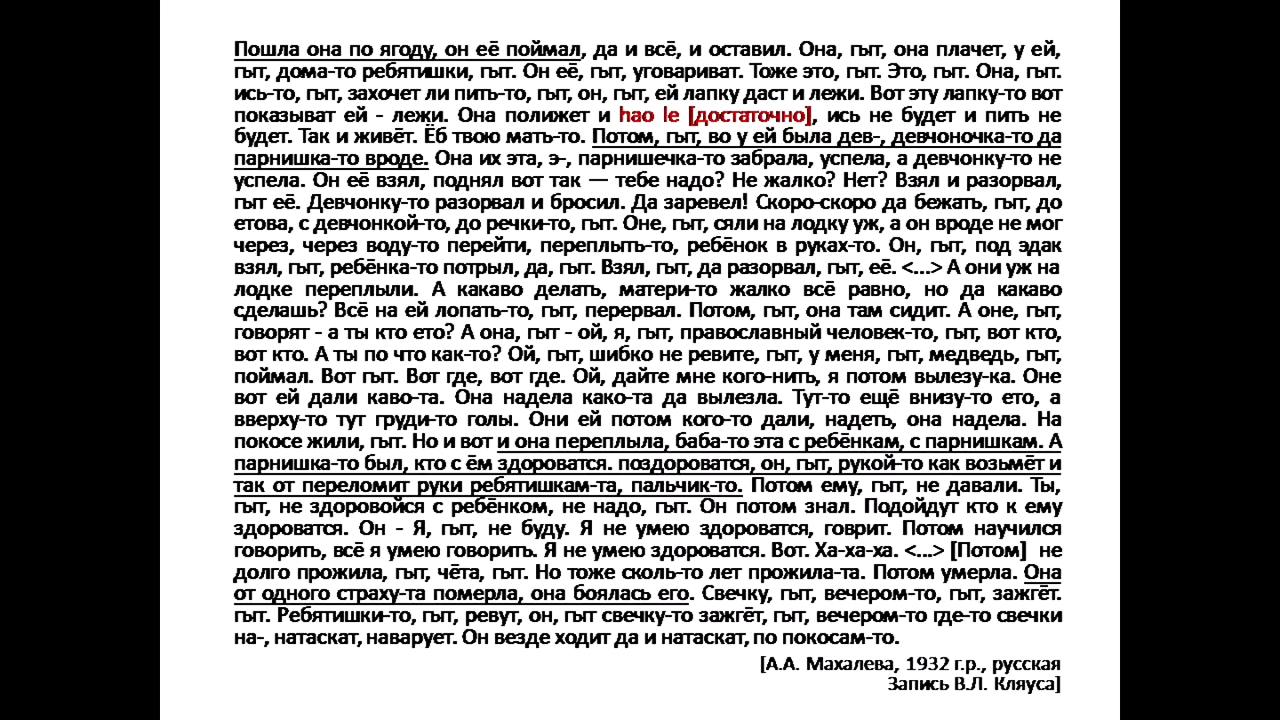 Пошла она по ягоду, он её поймал, да и всё, и оставил. Она, гыт, она плачет, у ей,
гыт, дома-то ребятишки, гыт. Он её, гыт, уговариват. Тоже это, гыт. Это, гыт. Она, гыт.
ись-то, гыт, захочет ли пить-то, гыт, он, гыт, ей лапку даст и лежи. Вот эту лапку-то вот
показыват ей - лежи. Она полижет и hao le [достаточно], ись не будет и пить не
будет. Так и живёт. Ёб твою мать-то. Потом, гыт, во у ей была дев-, девчоночка-то да
парнишка-то вроде. Она их эта, э-, парнишечка-то забрала, успела, а девчонку-то не
успела. Он её взял, поднял вот так — тебе надо? Не жалко? Нет? Взял и разорвал,
гыт её. Девчонку-то разорвал и бросил. Да заревел! Скоро-скоро да бежать, гыт, до
етова, с девчонкой-то, до речки-то, гыт. Оне, гыт, сяли на лодку уж, а он вроде не мог
через, через воду-то перейти, переплыть-то, ребёнок в руках-то. Он, гыт, под эдак
взял, гыт, ребёнка-то потрыл, да, гыт. Взял, гыт, да разорвал, гыт, её. <...> А они уж на
лодке переплыли. А какаво делать, матери-то жалко всё равно, но да какаво
сделашь? Всё на ей лопать-то, гыт, перервал. Потом, гыт, она там сидит. А оне, гыт,
говорят - а ты кто ето? А она, гыт - ой, я, гыт, православный человек-то, гыт, вот кто,
вот кто. А ты по что как-то? Ой, гыт, шибко не ревите, гыт, у меня, гыт, медведь, гыт,
поймал. Вот гыт. Вот где, вот где. Ой, дайте мне кого-нить, я потом вылезу-ка. Оне
вот ей дали каво-та. Она надела како-та да вылезла. Тут-то ещё внизу-то ето, а
вверху-то тут груди-то голы. Они ей потом кого-то дали, надеть, она надела. На
покосе жили, гыт. Но и вот и она переплыла, баба-то эта с ребёнкам, с парнишкам. А
парнишка-то был, кто с ём здороватся. поздороватся, он, гыт, рукой-то как возьмёт и
так от переломит руки ребятишкам-та, пальчик-то. Потом ему, гыт, не давали. Ты,
гыт, не здоровойся с ребёнком, не надо, гыт. Он потом знал. Подойдут кто к ему
здороватся. Он - Я, гыт, не буду. Я не умею здороватся, говрит. Потом научился
говорить, всё я умею говорить. Я не умею здороватся. Вот. Ха-ха-ха. <...> [Потом] не
долго прожила, гыт, чёта, гыт. Но тоже сколь-то лет прожила-та. Потом умерла. Она
от одного страху-та померла, она боялась его. Свечку, гыт, вечером-то, гыт, зажгёт.
гыт. Ребятишки-то, гыт, ревут, он, гыт свечку-то зажгёт, гыт, вечером-то где-то свечки
на-, натаскат, наварует. Он везде ходит да и натаскат, по покосам-то.
[А.А. Махалева, 1932 г.р., русская
Запись В.Л. Кляуса]